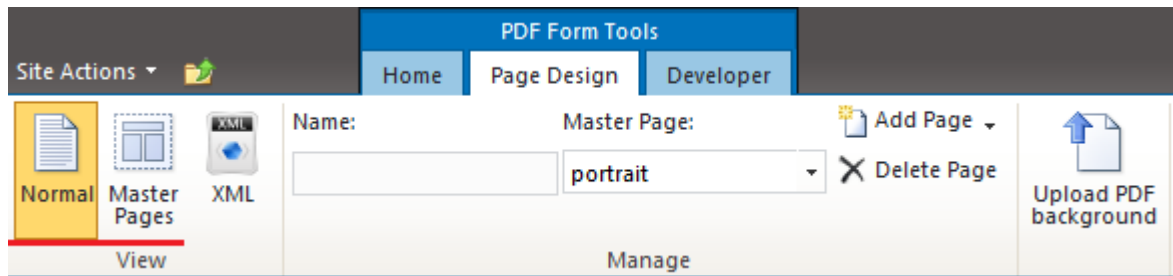 PDF Form Tools
Site Actions
Home Page Design Developer
Name: Master Page: Add Page
portrait Delete Page
Normal Master Pages XML
Upload PDF background
View Manage